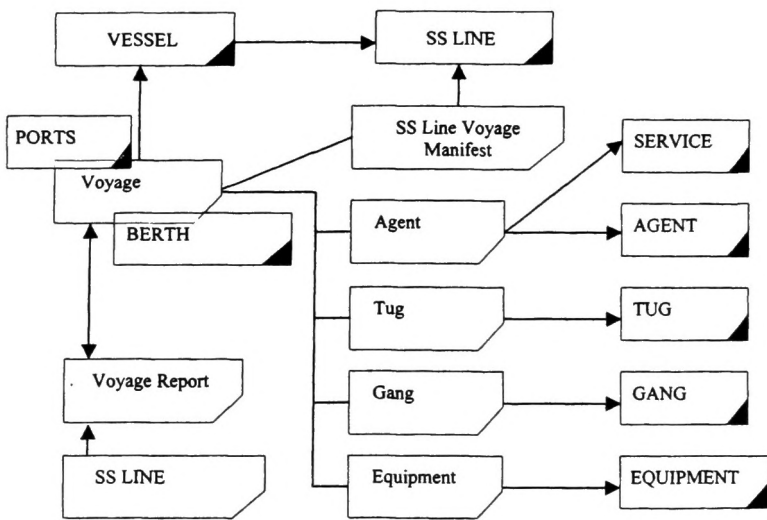 VESSEL
SS LINE
PORTS
SS Line Voyage
Manifest
SERVICE
Voyage
Agent
AGENT
BERTH
Tug
TUG
Voyage Report
Gang
GANG
SS LINE
Equipment
EQUIPMENT